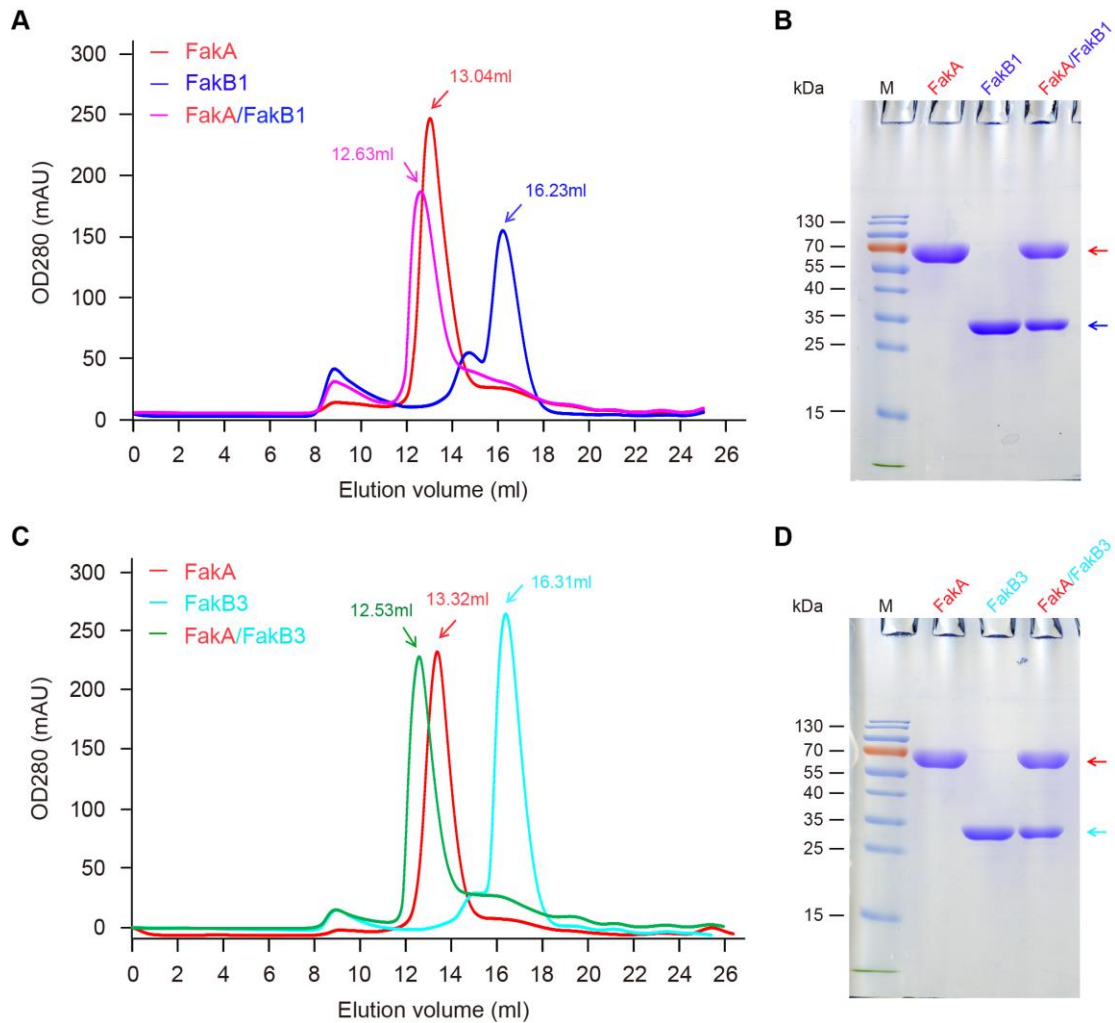 A
300
250
200
150
100
50
0
OD280 (mAU)
FakA
FakB1
FakA/FakB1
13.04ml
12.63ml
16.23ml
0 2 4 6 8 10 12 14 16 18 20 22 24 26
Elution volume (ml)
B
kDa M FakA FakB1 FakA/FakB1
130
70
55
40
35
25
15
C
300
250
200
150
100
50
0
OD280 (mAU)
FakA
FakB3
FakA/FakB3
16.31ml
12.53ml 13.32ml
0 2 4 6 8 10 12 14 16 18 20 22 24 26
Elution volume (ml)
D
kDa M FakA FakB3 FakA/FakB3
130
70
55
40
35
25
15